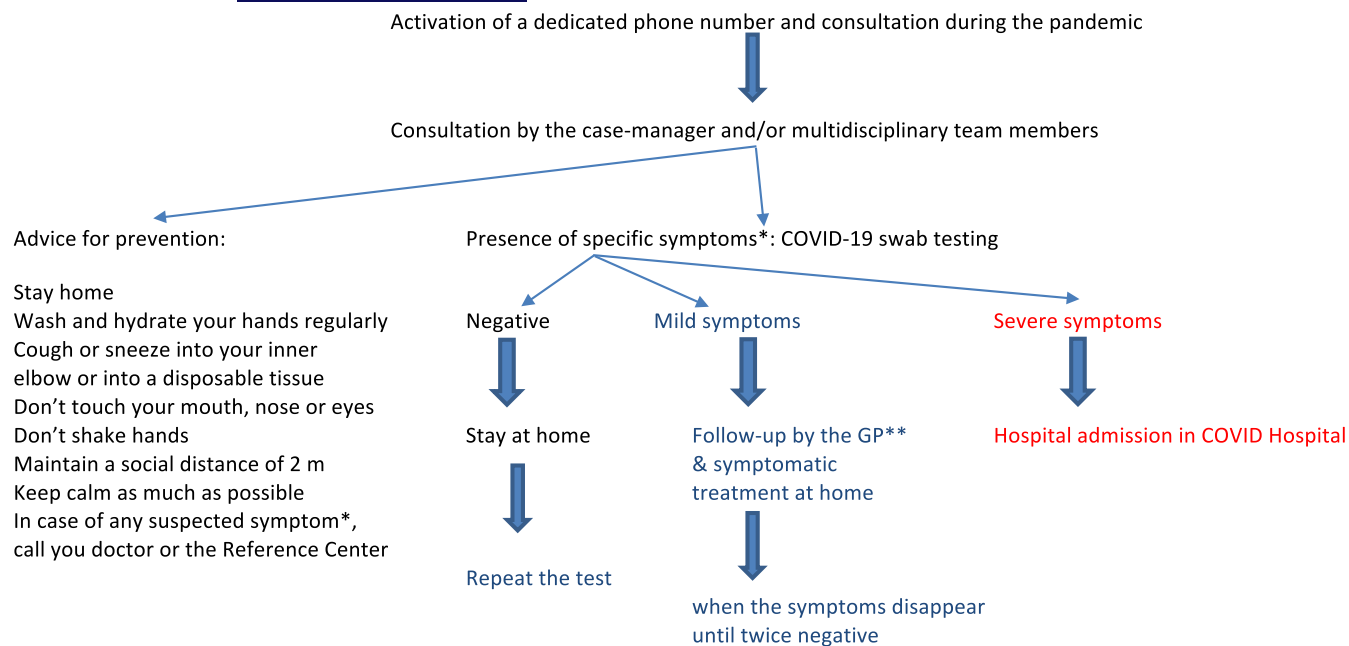 Activation of a dedicated phone number and consultation during the pandemic
Consultation by the case-manager and/or multidisciplinary team members
Advice for prevention:
Stay home
Wash and hydrate your hands regularly
Cough or sneeze into your inner
elbow or into a disposable tissue
Don’t touch your mouth, nose or eyes
Don’t shake hands
Maintain a social distance of 2 m
Keep calm as much as possible
In case of any suspected symptom*,
call you doctor or the Reference Center
Presence of specific symptoms*: COVID-19 swab testing
Negative
Stay at home
Repeat the test
Mild symptoms
Follow-up by the GP**
& symptomatic
treatment at home
when the symptoms disappear
until twice negative
Severe symptoms
Hospital admission in COVID Hospital